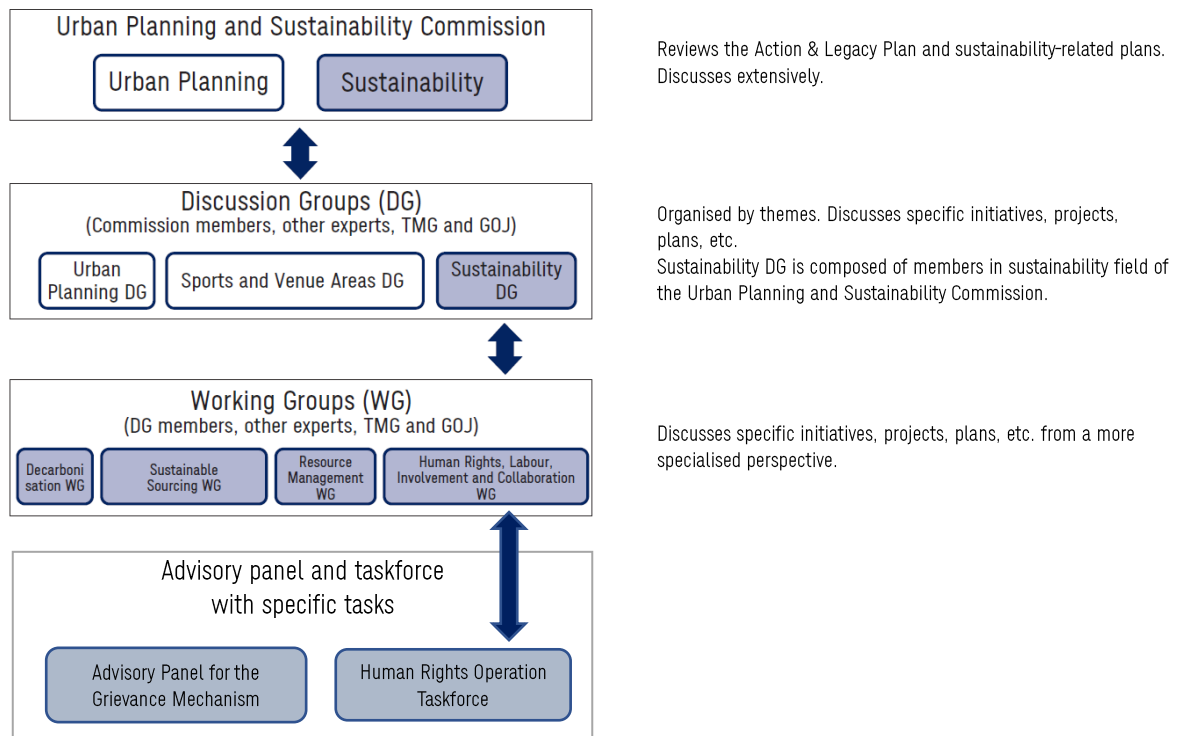 Urban Planning and Sustainability Commission
Urban Planning
Sustainability
Reviews the Action & Legacy Plan and sustainability-related plans.
Discusses extensively.
Discussion Groups (DG)
(Commission members, other experts, TMG and GOJ)
Urban
Planning DG
Sports and Venue Areas DG
Sustainability
DG
Organised by themes. Discusses specific initiatives, projects,
plans, etc.
Sustainability DG is composed of members in sustainability field of
the Urban Planning and Sustainability Commission.
Working Groups (WG)
(DG members, other experts, TMG and GOJ)
Decarboni
sation WG
Sustainable
Sourcing WG
Resource
Management
WG
Human Rights, Labour,
Involvement and Collaboration
WG
Discusses specific initiatives, projects, plans, etc. from a more
specialised perspective.
Advisory panel and taskforce
with specific tasks
Advisory Panel for the
Grievance Mechanism
Human Rights Operation
Taskforce